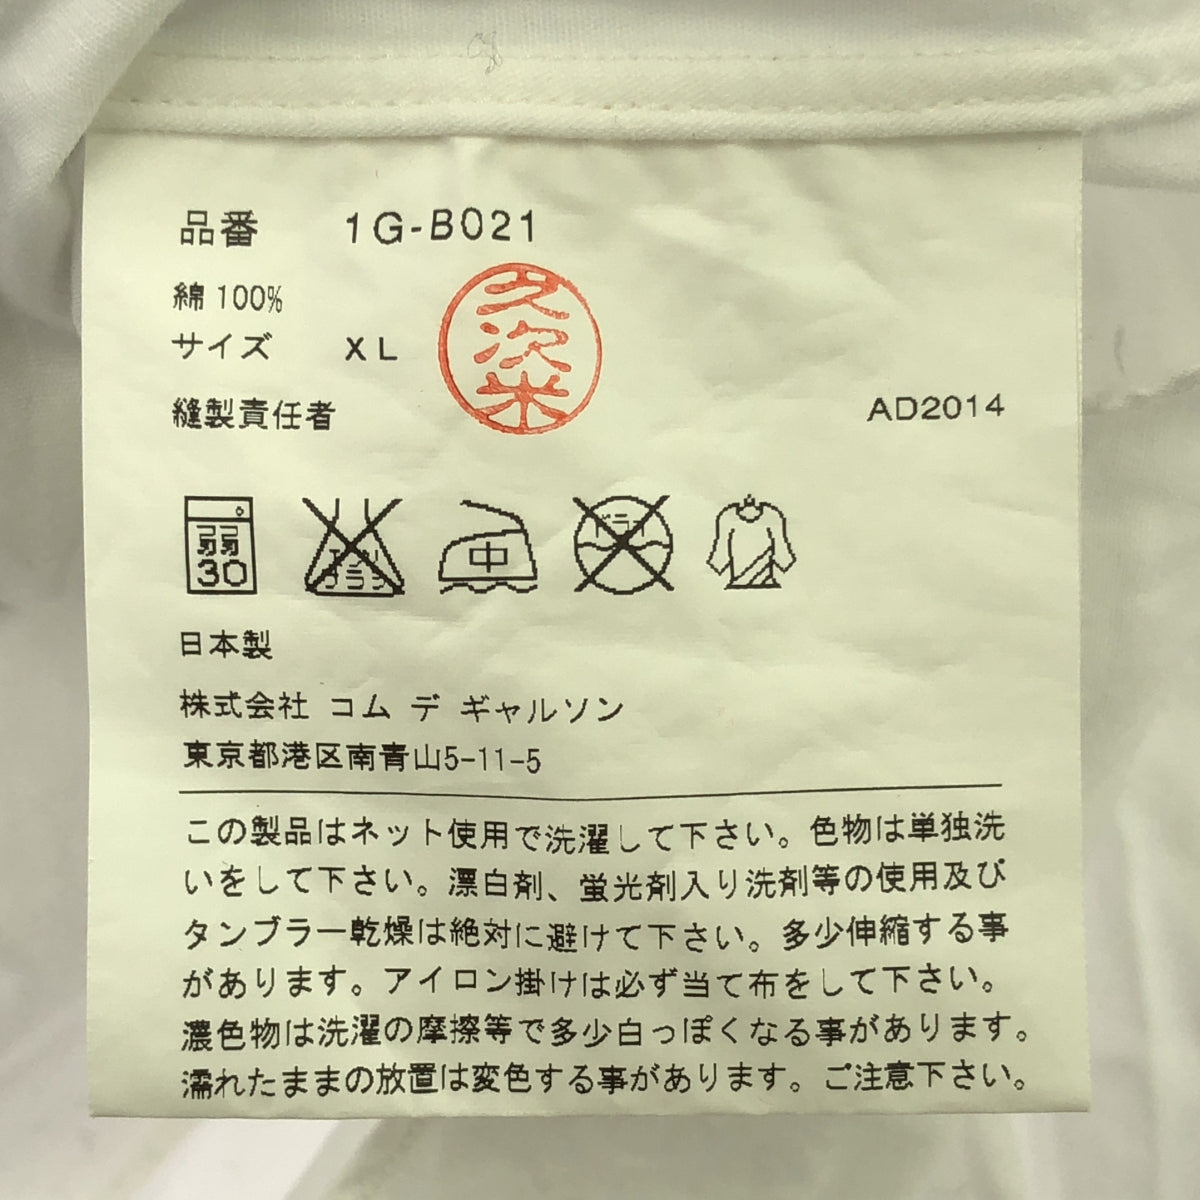 品番 1G-B021
綿 100%
サイズ XL
久次米
縫製責任者
AD2014
弱 30 エンソサラシ 中 ドライ
日本製
株式会社 コム デ ギャルソン
東京都港区南青山5-11-5
この製品はネット使用で洗濯して下さい。色物は単独洗
いをして下さい。漂白剤、蛍光剤入り洗剤等の使用及び
タンブラー乾燥は絶対に避けて下さい。多少伸縮する事
があります。アイロン掛けは必ず当て布をして下さい。
濃色物は洗濯の摩擦等で多少白っぽくなる事があります。
濡れたままの放置は変色する事があります。ご注意下さい。